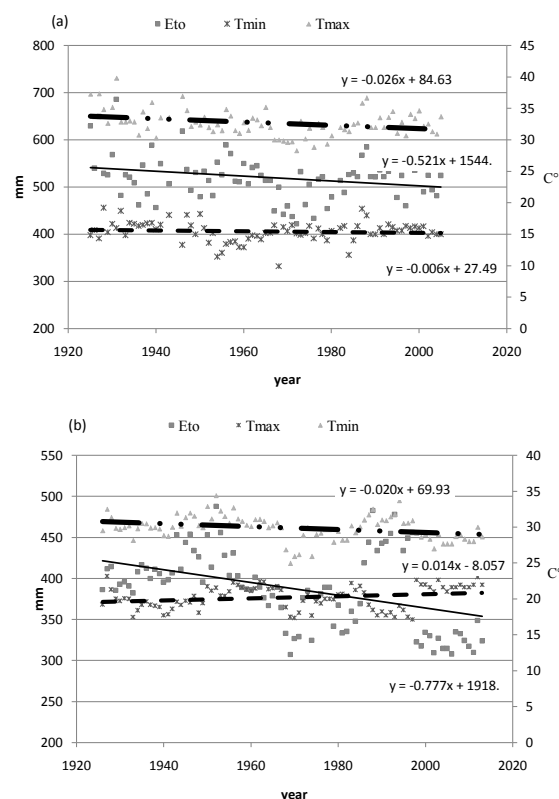 (a)
Eto Tmin Tmax
800 45
700 40
600 35
500 30
400 25
300 20
200 15
10
5
0
y = -0.026x + 84.63
y = -0.521x + 1544.
y = -0.006x + 27.49
mm
C°
1920 1940 1960 1980 2000 2020
year
(b)
Eto Tmax Tmin
550 40
500 35
450 30
400 25
350 20
300 15
250 10
200 5
0
y = -0.020x + 69.93
y = 0.014x - 8.057
y = -0.777x + 1918.
mm
C°
1920 1940 1960 1980 2000 2020
year